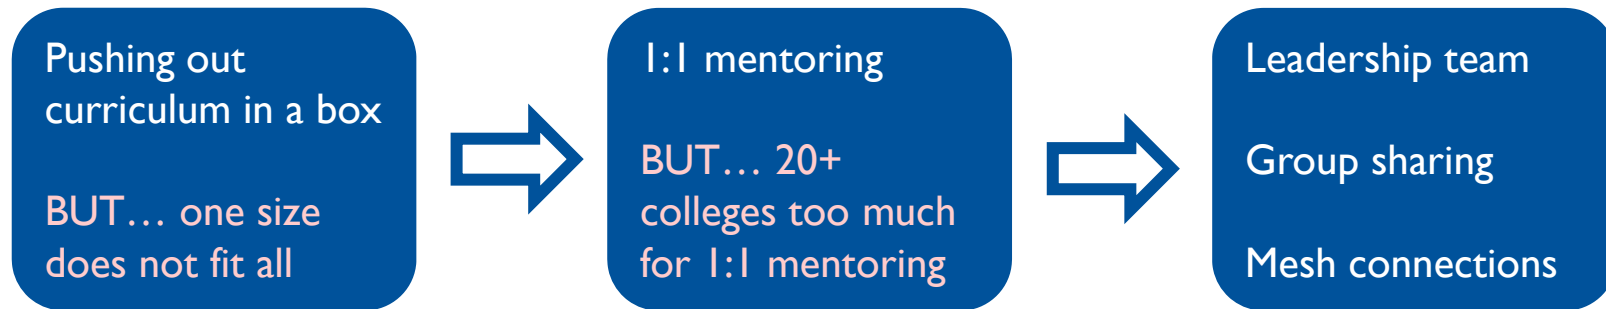 Pushing out
curriculum in a box
BUT… one size
does not fit all
1:1 mentoring
BUT… 20+
colleges too much
for 1:1 mentoring
Leadership team
Group sharing
Mesh connections